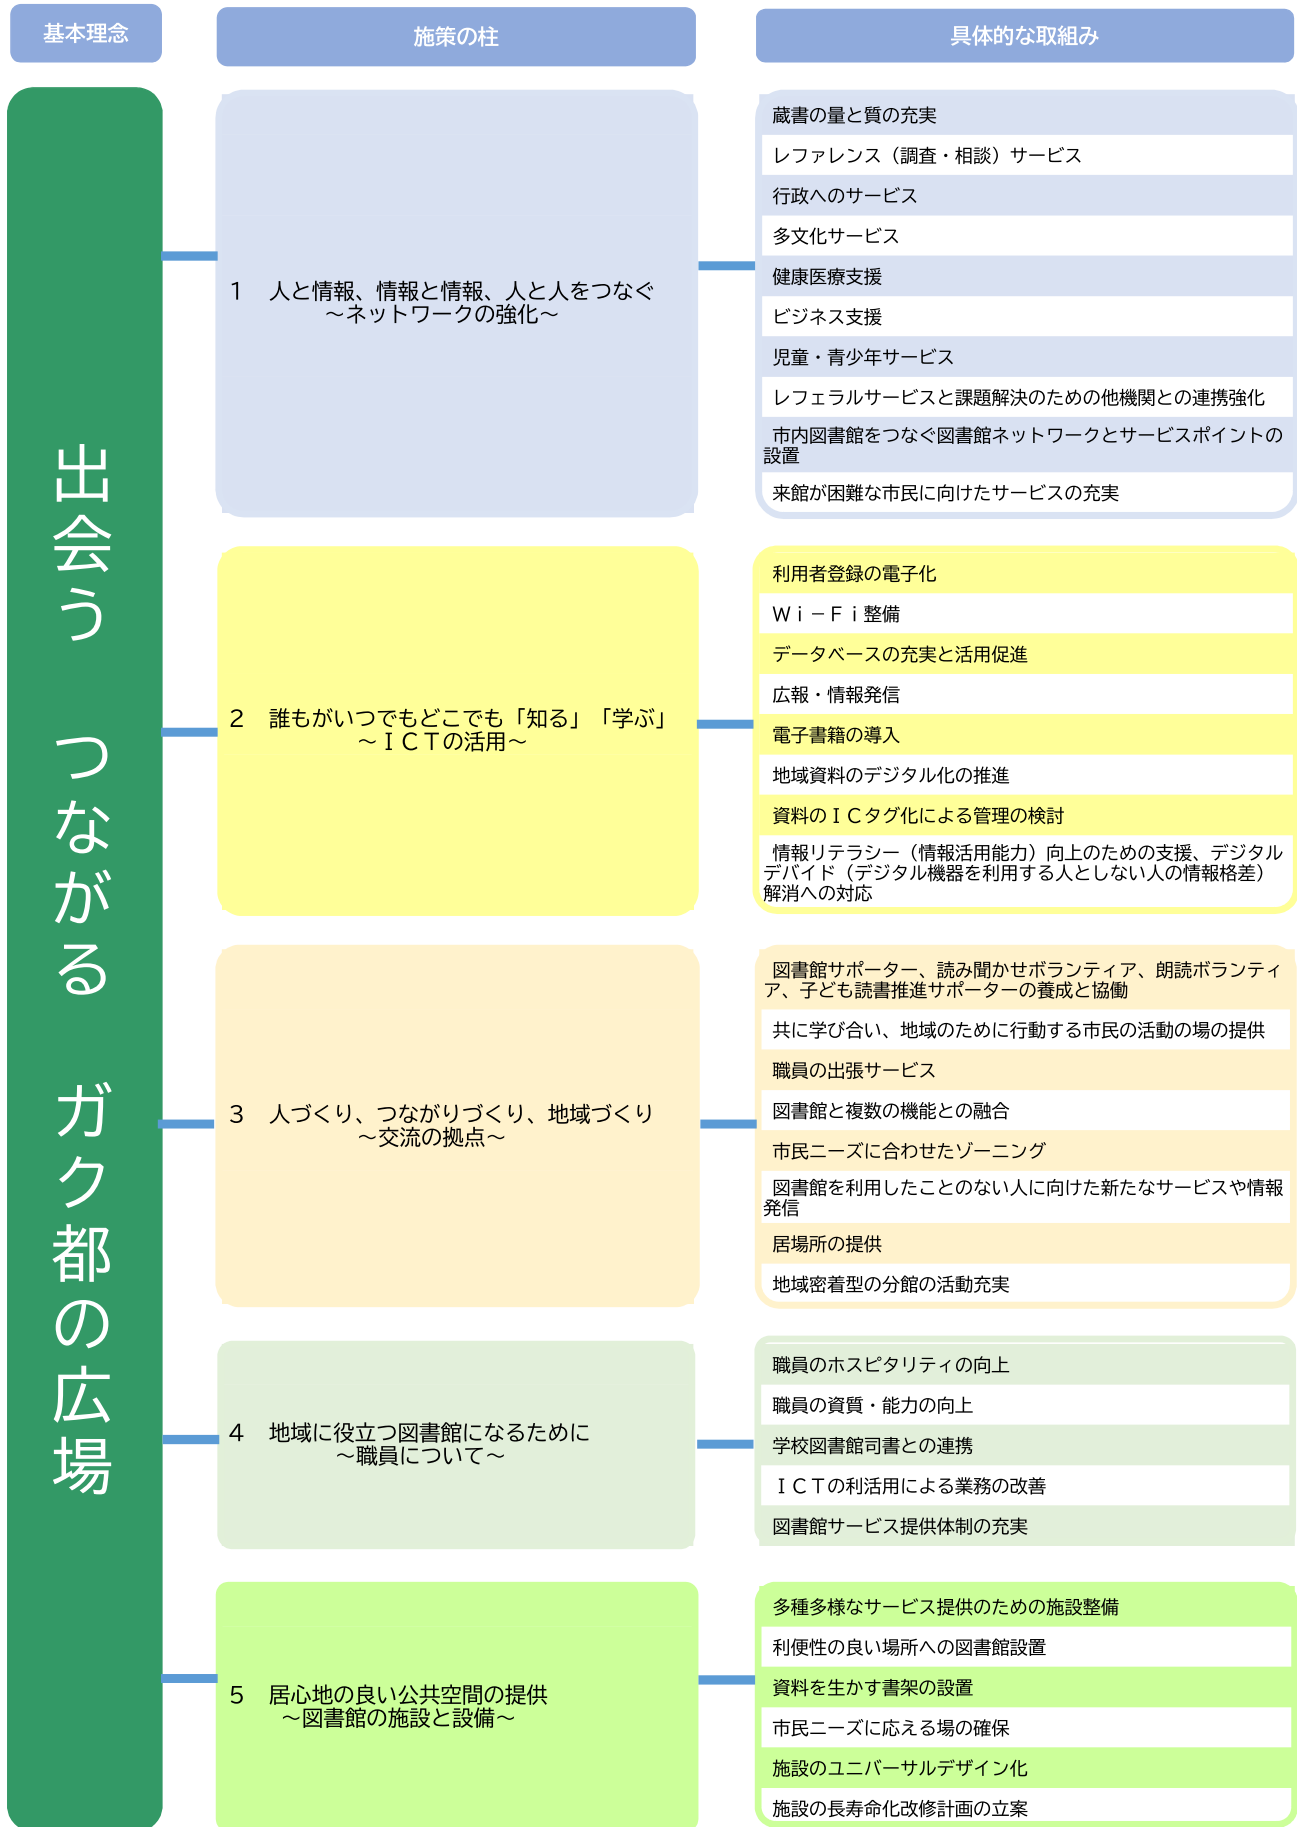 基本理念
施策の柱
具体的な取組み
出会う　つながる　ガク都の広場
1　人と情報、情報と情報、人と人をつなぐ
～ネットワークの強化～
蔵書の量と質の充実
レファレンス（調査・相談）サービス
行政へのサービス
多文化サービス
健康医療支援
ビジネス支援
児童・青少年サービス
レフェラルサービスと課題解決のための他機関との連携強化
市内図書館をつなぐ図書館ネットワークとサービスポイントの
設置
来館が困難な市民に向けたサービスの充実
2　誰もがいつでもどこでも「知る」「学ぶ」
～ＩＣＴの活用～
利用者登録の電子化
Ｗｉ－Ｆｉ整備
データベースの充実と活用促進
広報・情報発信
電子書籍の導入
地域資料のデジタル化の推進
資料のＩＣタグ化による管理の検討
情報リテラシー（情報活用能力）向上のための支援、デジタル
デバイド（デジタル機器を利用する人としない人の情報格差）
解消への対応
3　人づくり、つながりづくり、地域づくり
～交流の拠点～
図書館サポーター、読み聞かせボランティア、朗読ボランティ
ア、子ども読書推進サポーターの養成と協働
共に学び合い、地域のために行動する市民の活動の場の提供
職員の出張サービス
図書館と複数の機能との融合
市民ニーズに合わせたゾーニング
図書館を利用したことのない人に向けた新たなサービスや情報
発信
居場所の提供
地域密着型の分館の活動充実
4　地域に役立つ図書館になるために
～職員について～
職員のホスピタリティの向上
職員の資質・能力の向上
学校図書館司書との連携
ＩＣＴの利活用による業務の改善
図書館サービス提供体制の充実
5　居心地の良い公共空間の提供
～図書館の施設と設備～
多種多様なサービス提供のための施設整備
利便性の良い場所への図書館設置
資料を生かす書架の設置
市民ニーズに応える場の確保
施設のユニバーサルデザイン化
施設の長寿命化改修計画の立案